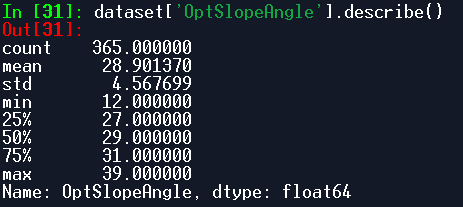 In [31]: dataset['OptSlopeAngle'].describe()
Out[31]:
count    365.000000
mean      28.901370
std        4.567699
min       12.000000
25%       27.000000
50%       29.000000
75%       31.000000
max       39.000000
Name: OptSlopeAngle, dtype: float64